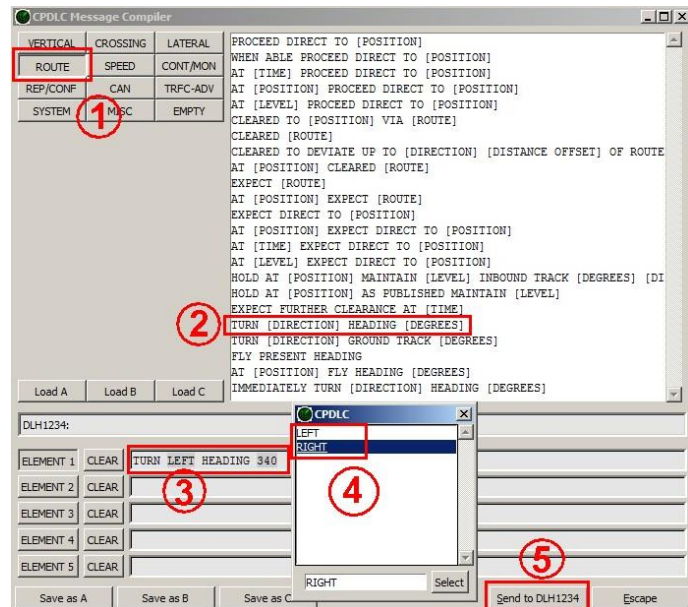 CPDLC Message Compiler
VERTICAL CROSSING LATERAL
ROUTE SPEED CONT/MON
REP/CONF CAN TRFC-ADV
SYSTEM MISC EMPTY
1
PROCEED DIRECT TO [POSITION]
WHEN ABLE PROCEED DIRECT TO [POSITION]
AT [TIME] PROCEED DIRECT TO [POSITION]
AT [POSITION] PROCEED DIRECT TO [POSITION]
AT [LEVEL] PROCEED DIRECT TO [POSITION]
CLEARED TO [POSITION] VIA [ROUTE]
CLEARED [ROUTE]
CLEARED TO DEVIATE UP TO [DIRECTION] [DISTANCE OFFSET] OF ROUTE
AT [POSITION] CLEARED [ROUTE]
EXPECT [ROUTE]
AT [POSITION] EXPECT [ROUTE]
EXPECT DIRECT TO [POSITION]
AT [POSITION] EXPECT DIRECT TO [POSITION]
AT [TIME] EXPECT DIRECT TO [POSITION]
AT [LEVEL] EXPECT DIRECT TO [POSITION]
HOLD AT [POSITION] MAINTAIN [LEVEL] INBOUND TRACK [DEGREES] [DI
HOLD AT [POSITION] AS PUBLISHED MAINTAIN [LEVEL]
EXPECT FURTHER CLEARANCE AT [TIME]
2
TURN [DIRECTION] HEADING [DEGREES]
TURN [DIRECTION] GROUND TRACK [DEGREES]
FLY PRESENT HEADING
AT [POSITION] FLY HEADING [DEGREES]
IMMEDIATELY TURN [DIRECTION] HEADING [DEGREES]
Load A Load B Load C
DLH1234:
ELEMENT 1 CLEAR TURN LEFT HEADING 340
3
ELEMENT 2 CLEAR
ELEMENT 3 CLEAR
ELEMENT 4 CLEAR
ELEMENT 5 CLEAR
CPDLC
LEFT
RIGHT
4
RIGHT Select
5
Save as A Save as B Save as C Send to DLH1234 Escape